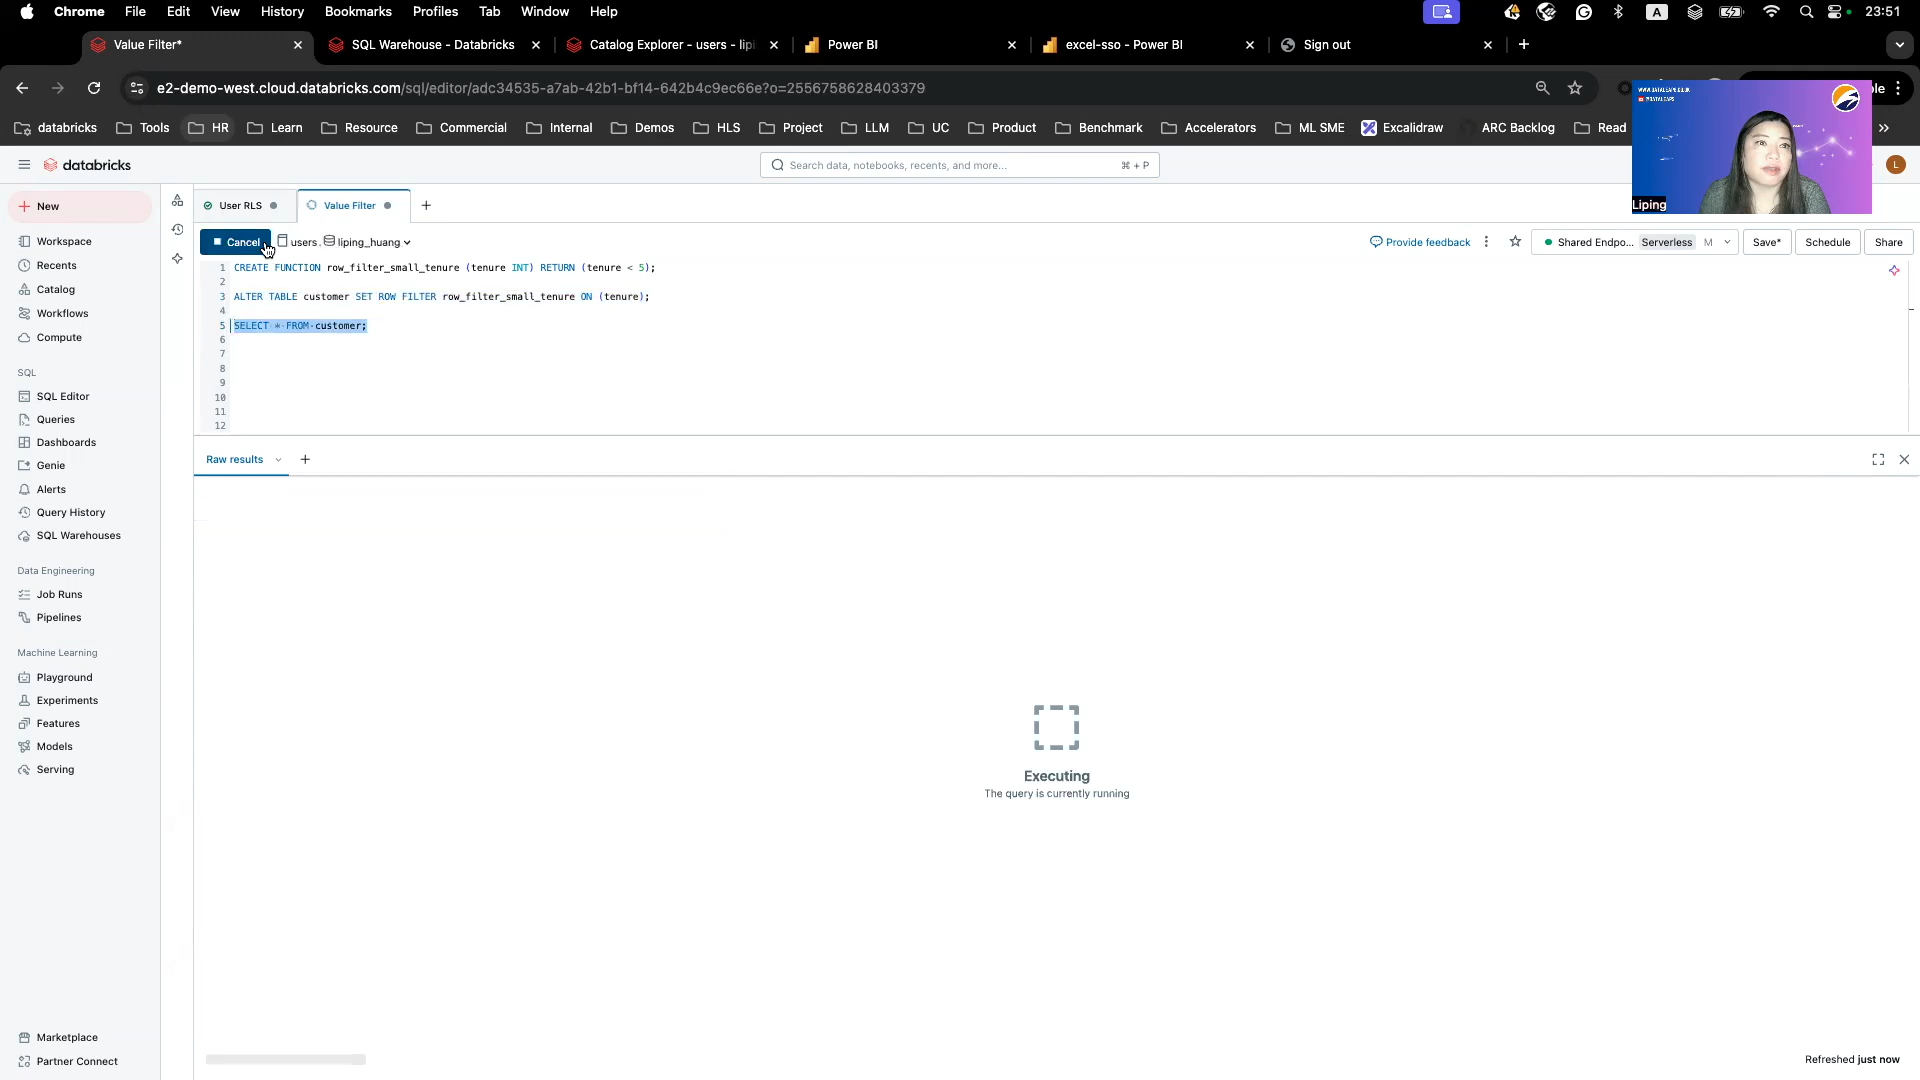 Chrome File Edit View History Bookmarks Profiles Tab Window Help A 23:51
Value Filter* SQL Warehouse - Databricks Catalog Explorer - users - lipi Power BI excel-sso - Power BI Sign out
e2-demo-west.cloud.databricks.com/sql/editor/adc34535-a7ab-42b1-bf14-642b4c9ec66e?o=2556758628403379
databricks Tools HR Learn Resource Commercial Internal Demos HLS Project LLM UC Product Benchmark Accelerators ML SME Excalidraw ARC Backlog Read
WWW.DATALEAPS.CO.UK
@DATALEAPS
Liping
databricks
Search data, notebooks, recents, and more... ⌘ + P
L
New
Workspace
Recents
Catalog
Workflows
Compute
SQL
SQL Editor
Queries
Dashboards
Genie
Alerts
Query History
SQL Warehouses
Data Engineering
Job Runs
Pipelines
Machine Learning
Playground
Experiments
Features
Models
Serving
Marketplace
Partner Connect
User RLS Value Filter
Cancel users. liping_huang
Provide feedback Shared Endpo... Serverless M Save* Schedule Share
1 CREATE FUNCTION row_filter_small_tenure (tenure INT) RETURN (tenure < 5);
2
3 ALTER TABLE customer SET ROW FILTER row_filter_small_tenure ON (tenure);
4
5 SELECT * FROM customer;
6
7
8
9
10
11
12
Raw results
Executing
The query is currently running
Refreshed just now